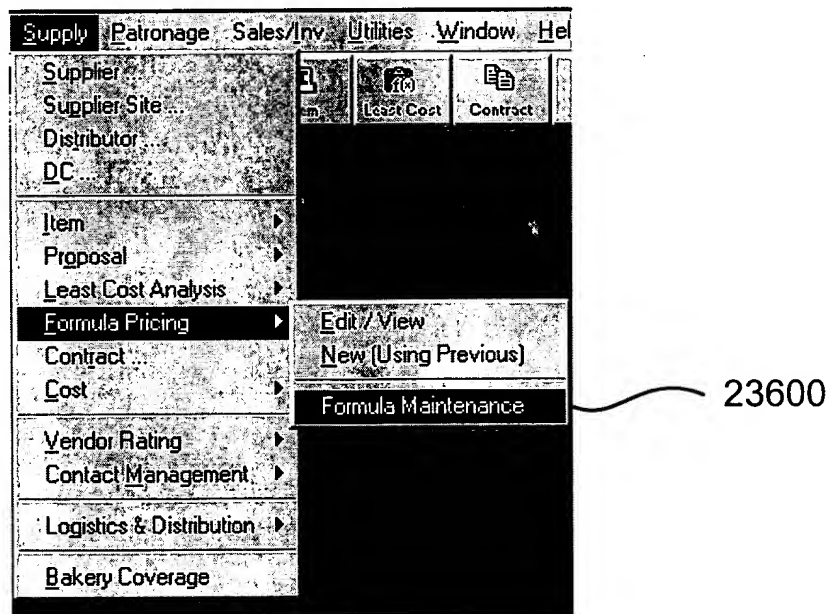 Supply Patronage Sales/Inv. Utilities Window Hel
Supplier ...
Supplier Site ...
Distributor ...
DC ...
m... Least Cost Contract
Item
Proposal
Least Cost Analysis
Formula Pricing
Contract ...
Cost
Edit / View
New (Using Previous)
Formula Maintenance
23600
Vendor Rating
Contact Management
Logistics & Distribution
Bakery Coverage